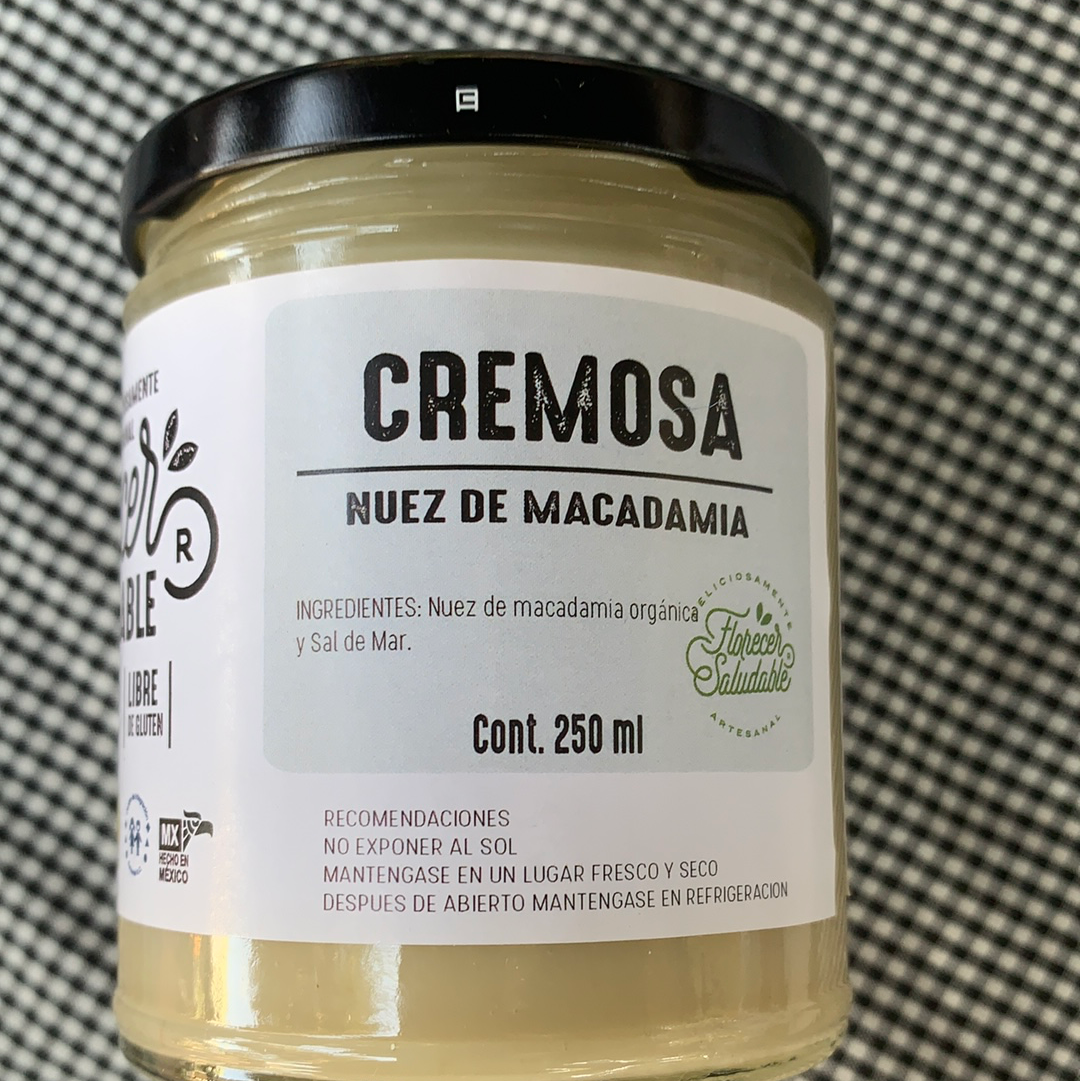 CREMOSA
NUEZ DE MACADAMIA
INGREDIENTES: Nuez de macadamia orgánica
y Sal de Mar.
DELICIOSAMENTE
Florecer
Saludable
ARTESANAL
Cont. 250 ml
RECOMENDACIONES
NO EXPONER AL SOL
MANTENGASE EN UN LUGAR FRESCO Y SECO
DESPUES DE ABIERTO MANTENGASE EN REFRIGERACION
R
LIBRE
DE GLUTEN
MX
HECHO EN
MÉXICO